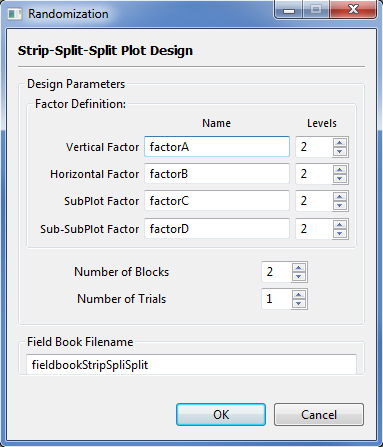 Randomization
Strip-Split-Split Plot Design
Design Parameters
Factor Definition:
Name Levels
Vertical Factor factorA 2
Horizontal Factor factorB 2
SubPlot Factor factorC 2
Sub-SubPlot Factor factorD 2
Number of Blocks 2
Number of Trials 1
Field Book Filename
fieldbookStripSpliSplit
OK Cancel